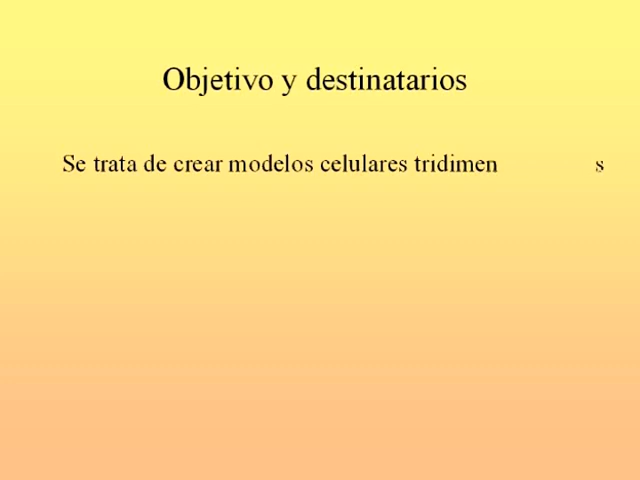 Objetivo y destinatarios
Se trata de crear modelos celulares tridimen s